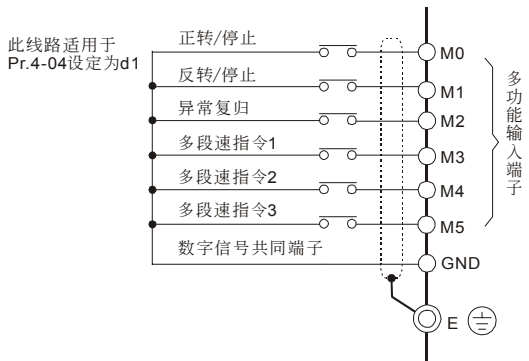 此线路适用于
Pr.4-04设定为d1
正转/停止
M0
反转/停止
M1
异常复归
M2
多段速指令1
M3
多段速指令2
M4
多段速指令3
M5
数字信号共同端子
GND
E
多功能输入端子